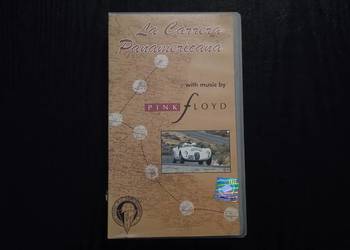 La Carrera
Panamericana
with music by
PINK fLOYD